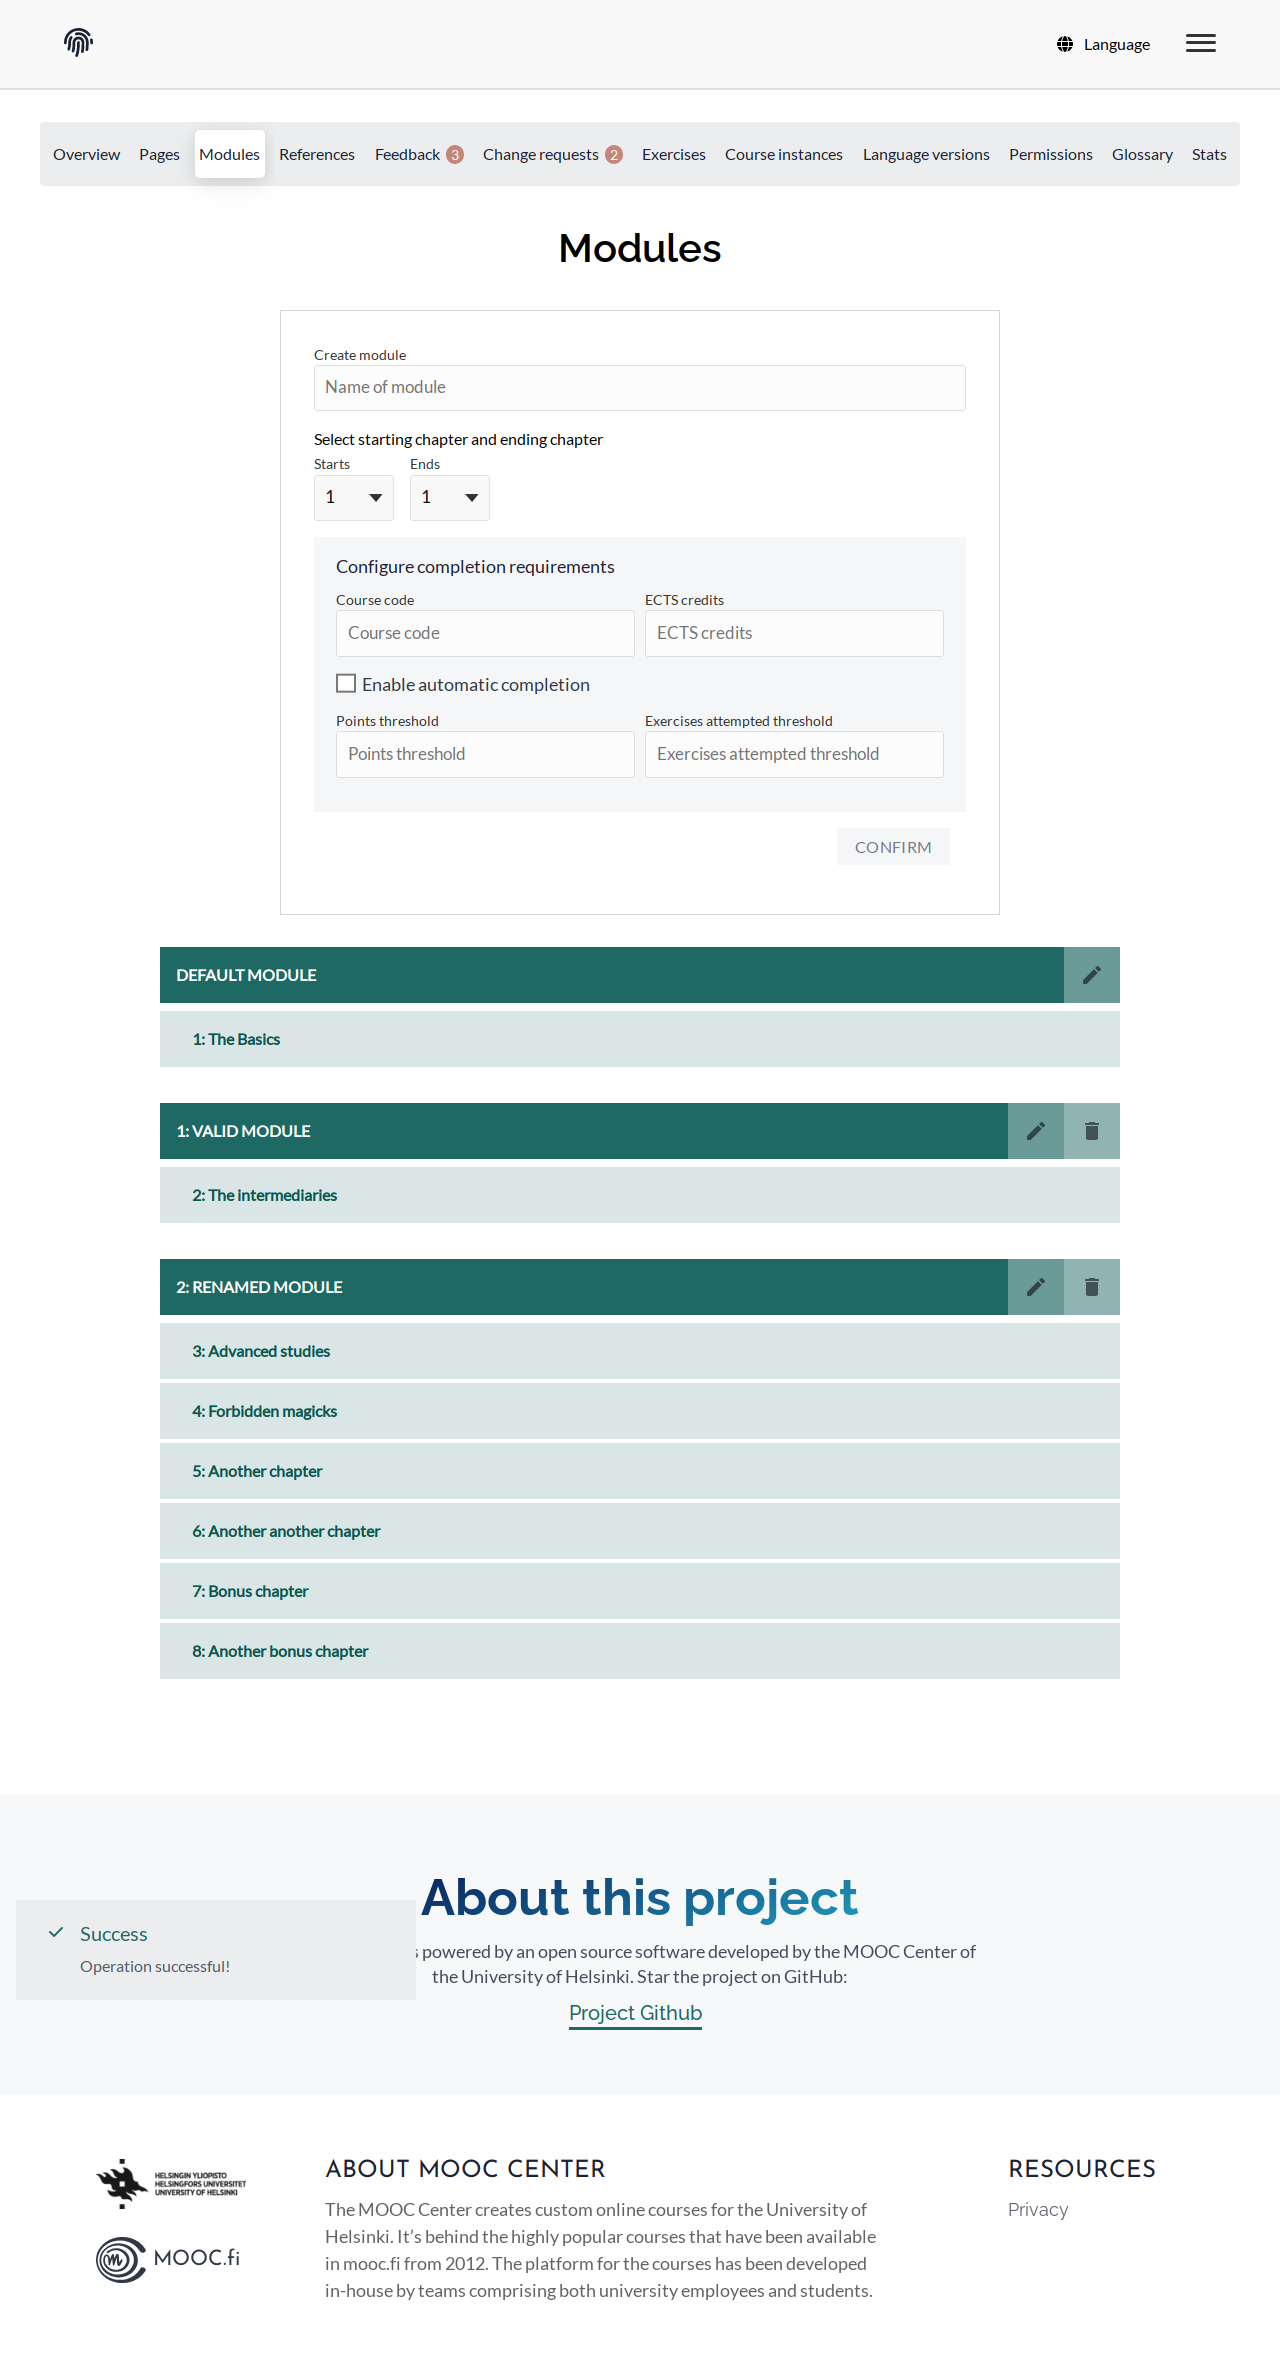 Language
Overview Pages Modules References Feedback 3 Change requests 2 Exercises Course instances Language versions Permissions Glossary Stats
Modules
Create module
Name of module
Select starting chapter and ending chapter
Starts Ends
1 1
Configure completion requirements
Course code ECTS credits
Course code ECTS credits
Enable automatic completion
Points threshold Exercises attempted threshold
Points threshold Exercises attempted threshold
CONFIRM
DEFAULT MODULE
1: The Basics
1: VALID MODULE
2: The intermediaries
2: RENAMED MODULE
3: Advanced studies
4: Forbidden magicks
5: Another chapter
6: Another another chapter
7: Bonus chapter
8: Another bonus chapter
About this project
Success
Operation successful!
powered by an open source software developed by the MOOC Center of
the University of Helsinki. Star the project on GitHub:
Project Github
HELSINGIN YLIOPISTO
HELSINGFORS UNIVERSITET
UNIVERSITY OF HELSINKI
MOOC.fi
ABOUT MOOC CENTER
The MOOC Center creates custom online courses for the University of
Helsinki. It’s behind the highly popular courses that have been available
in mooc.fi from 2012. The platform for the courses has been developed
in-house by teams comprising both university employees and students.
RESOURCES
Privacy